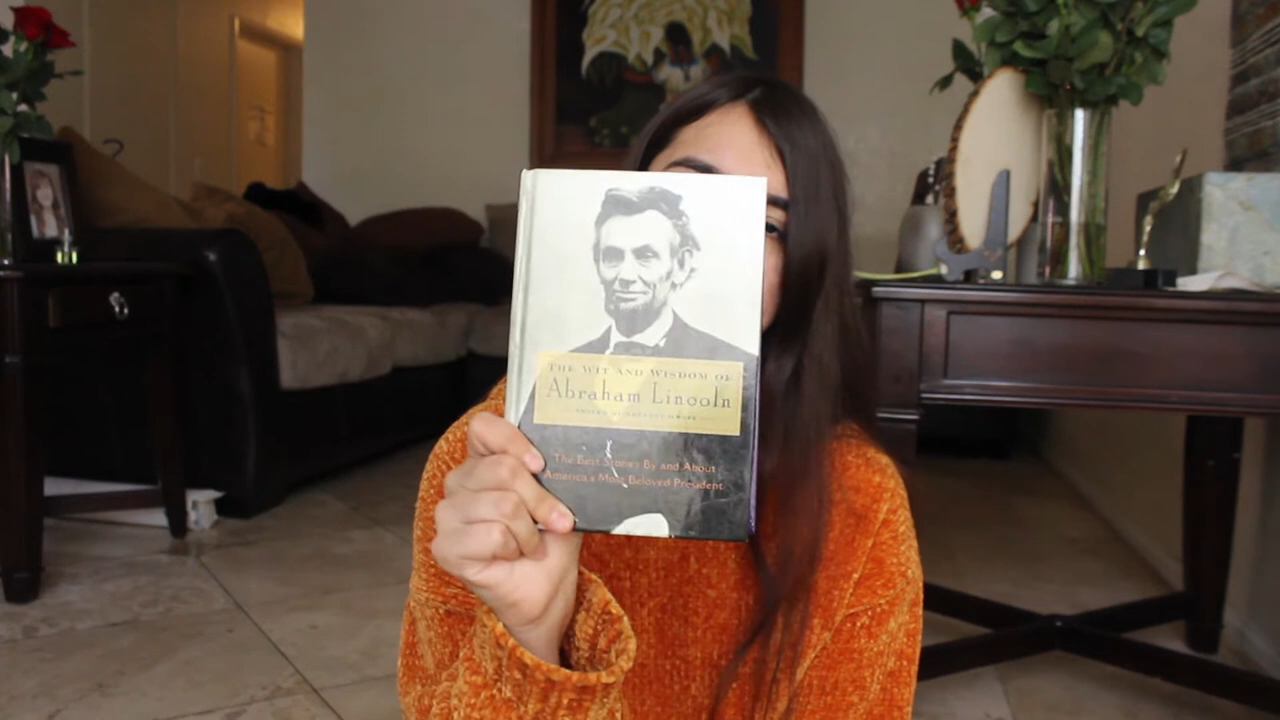 THE WIT AND WISDOM OF
Abraham Lincoln
The Best Stories By and About
America's Most Beloved President